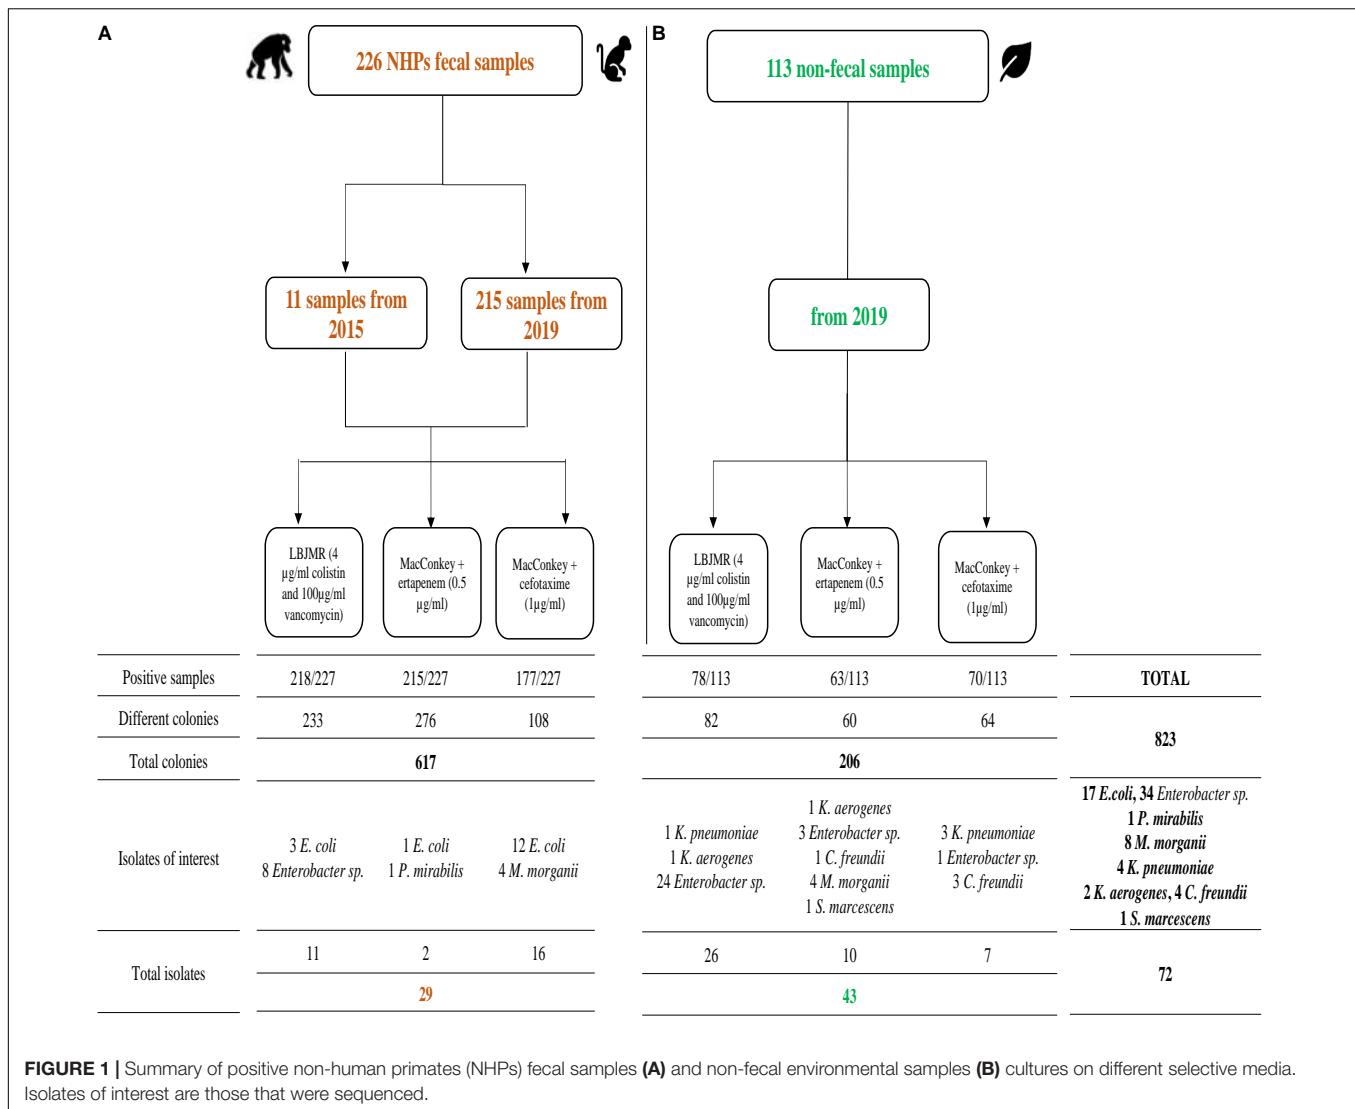 A
226 NHPs fecal samples
B
113 non-fecal samples
11 samples from
2015
215 samples from
2019
from 2019
LBJMR (4
µg/ml colistin
and 100µg/ml
vancomycin)
MacConkey +
ertapenem (0.5
µg/ml)
MacConkey +
cefotaxime
(1µg/ml)
LBJMR (4
µg/ml colistin
and 100µg/ml
vancomycin)
MacConkey +
ertapenem (0.5
µg/ml)
MacConkey +
cefotaxime
(1µg/ml)
Positive samples 218/227 215/227 177/227 78/113 63/113 70/113 TOTAL
Different colonies 233 276 108 82 60 64
823
Total colonies 617 206
Isolates of interest
3 E. coli
8 Enterobacter sp.
1 E. coli
1 P. mirabilis
12 E. coli
4 M. morganii
1 K. pneumoniae
1 K. aerogenes
24 Enterobacter sp.
1 K. aerogenes
3 Enterobacter sp.
1 C. freundii
4 M. morganii
1 S. marcescens
3 K. pneumoniae
1 Enterobacter sp.
3 C. freundii
17 E.coli, 34 Enterobacter sp.
1 P. mirabilis
8 M. morganii
4 K. pneumoniae
2 K. aerogenes, 4 C. freundii
1 S. marcescens
Total isolates
11 2 16 26 10 7
72
29 43
FIGURE 1 | Summary of positive non-human primates (NHPs) fecal samples (A) and non-fecal environmental samples (B) cultures on different selective media.
Isolates of interest are those that were sequenced.